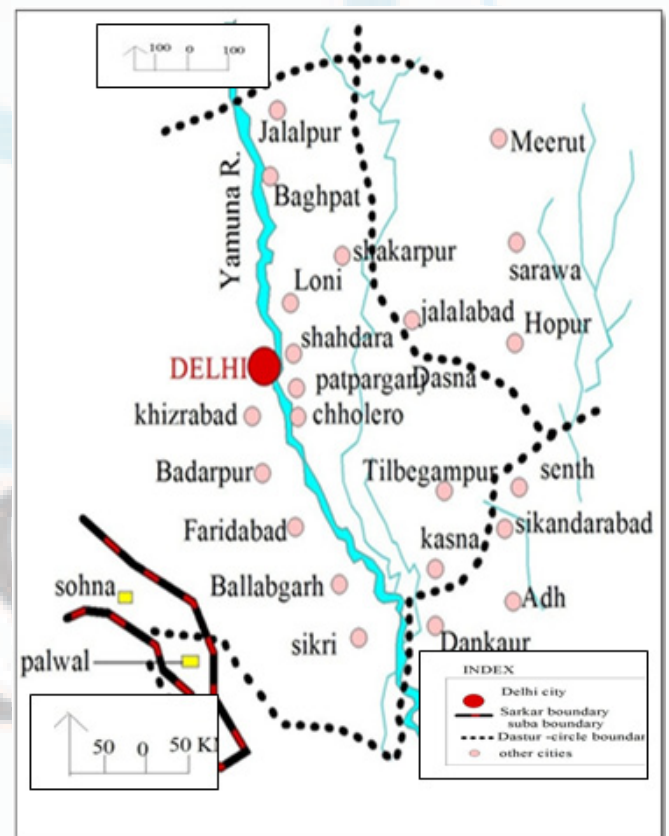 100 0 100
Jalalpur
Meerut
Yamuna R.
Baghpat
shakarpur
sarawa
Loni
jalalabad
Hopur
shahdara
DELHI
patparganj
Dasna
khizrabad
chholero
Badarpur
Tilbegampur
senth
Faridabad
sikandarabad
kasna
sohna
Ballabgarh
Adh
sikri
Dankaur
palwal
50 0 50
INDEX
Delhi city
Sarkar boundary
suba boundary
Dastur -circle boundar
other cities